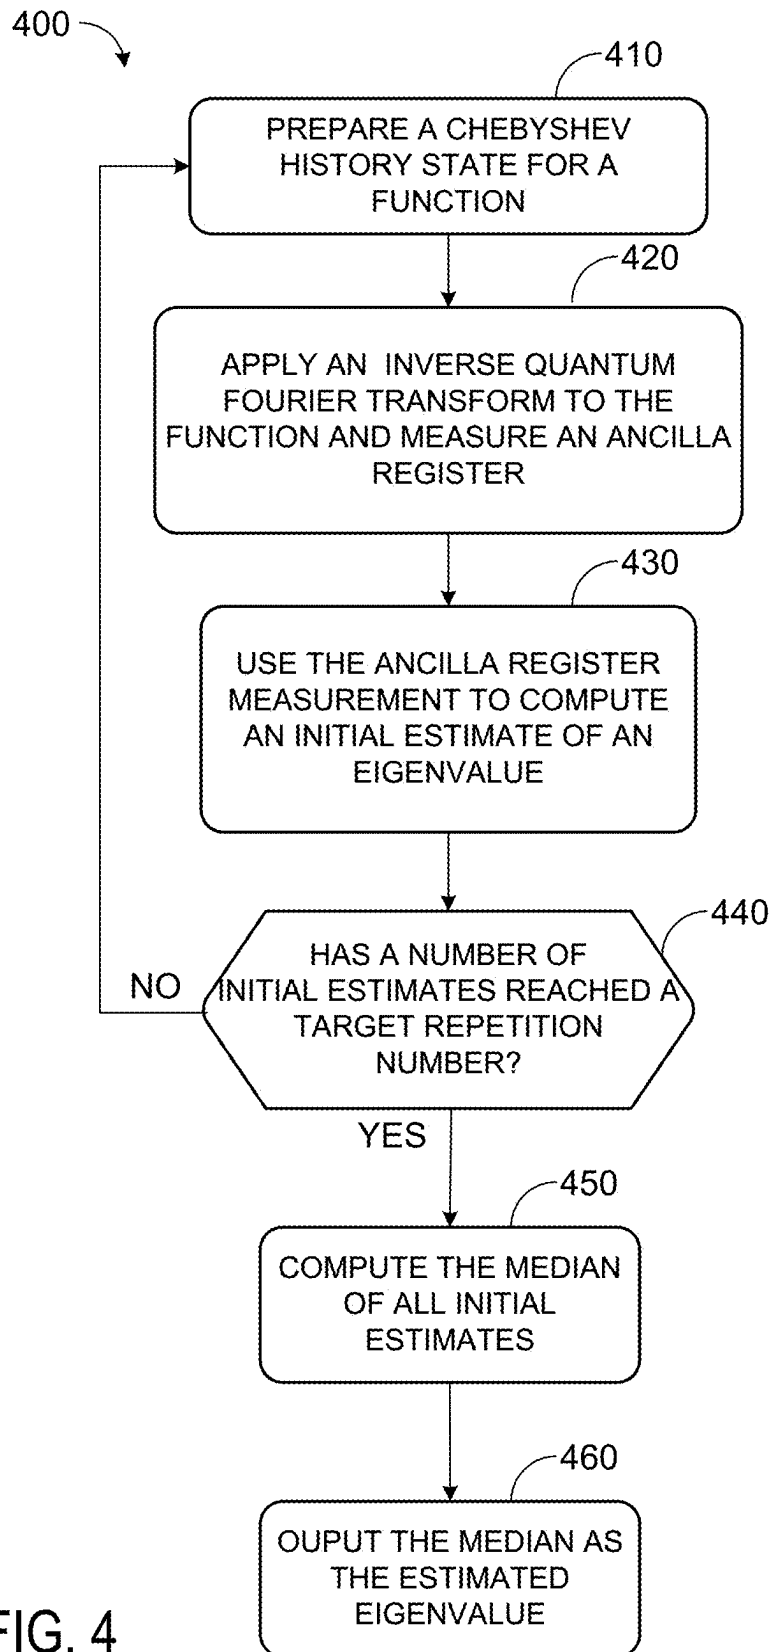 400
410
PREPARE A CHEBYSHEV
HISTORY STATE FOR A
FUNCTION
420
APPLY AN INVERSE QUANTUM
FOURIER TRANSFORM TO THE
FUNCTION AND MEASURE AN ANCILLA
REGISTER
430
USE THE ANCILLA REGISTER
MEASUREMENT TO COMPUTE
AN INITIAL ESTIMATE OF AN
EIGENVALUE
440
HAS A NUMBER OF
INITIAL ESTIMATES REACHED A
TARGET REPETITION
NUMBER?
NO
YES
450
COMPUTE THE MEDIAN
OF ALL INITIAL
ESTIMATES
460
OUPUT THE MEDIAN AS
THE ESTIMATED
EIGENVALUE
FIG. 4